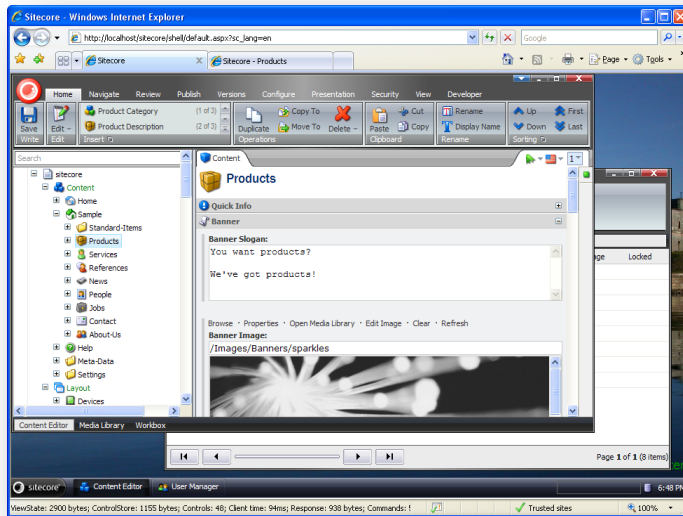 Sitecore - Windows Internet Explorer
http://localhost/sitecore/shell/default.aspx?sc_lang=en
Google
Sitecore
Sitecore - Products
Page
Tools
Home Navigate Review Publish Versions Configure Presentation Security View Developer
Save
Write
Edit
Edit
Product Category
(1 of 3)
Product Description
(2 of 3)
Insert
Duplicate
Copy To
Move To
Delete
Operations
Paste
Cut
Copy
Clipboard
Rename
Display Name
Rename
Up
First
Down
Last
Sorting
Search
Content
1
sitecore
Content
Home
Sample
Standard-Items
Products
Services
References
News
People
Jobs
Contact
About-Us
Help
Meta-Data
Settings
Layout
Devices
Products
Quick Info
Banner
Banner Slogan:
You want products?
We've got products!
Browse · Properties · Open Media Library · Edit Image · Clear · Refresh
Banner Image:
/Images/Banners/sparkles
Locked
Content Editor Media Library Workbox
Page 1 of 1 (8 items)
sitecore
Content Editor
User Manager
6:48 PM
ViewState: 2900 bytes; ControlStore: 1155 bytes; Controls: 48; Client time: 94ms; Response: 938 bytes; Commands:
Trusted sites
100%